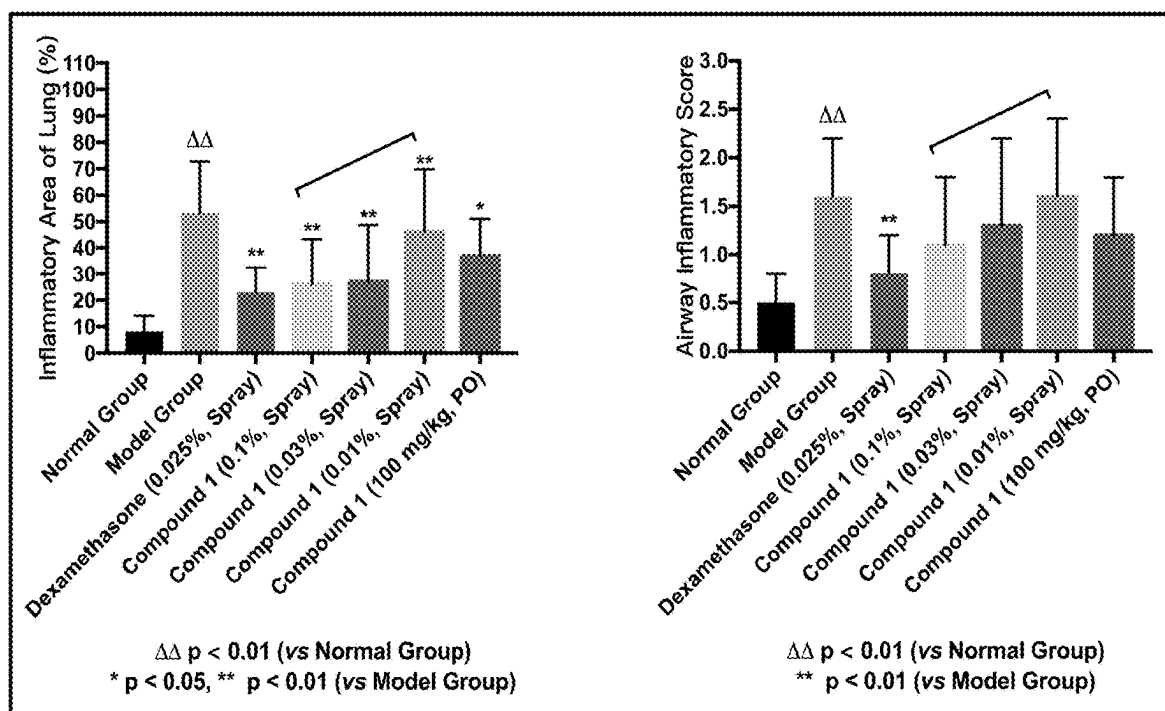 Inflammatory Area of Lung (%)
110
100
90
80
70
60
50
40
30
20
10
0
ΔΔ
**
**
**
**
*
Normal Group
Model Group
Dexamethasone (0.025%, Spray)
Compound 1 (0.1%, Spray)
Compound 1 (0.03%, Spray)
Compound 1 (0.01%, Spray)
Compound 1 (100 mg/kg, PO)
ΔΔ p < 0.01 (vs Normal Group)
* p < 0.05, ** p < 0.01 (vs Model Group)
Airway Inflammatory Score
3.0
2.5
2.0
1.5
1.0
0.5
0.0
ΔΔ
**
Normal Group
Model Group
Dexamethasone (0.025%, Spray)
Compound 1 (0.1%, Spray)
Compound 1 (0.03%, Spray)
Compound 1 (0.01%, Spray)
Compound 1 (100 mg/kg, PO)
ΔΔ p < 0.01 (vs Normal Group)
** p < 0.01 (vs Model Group)